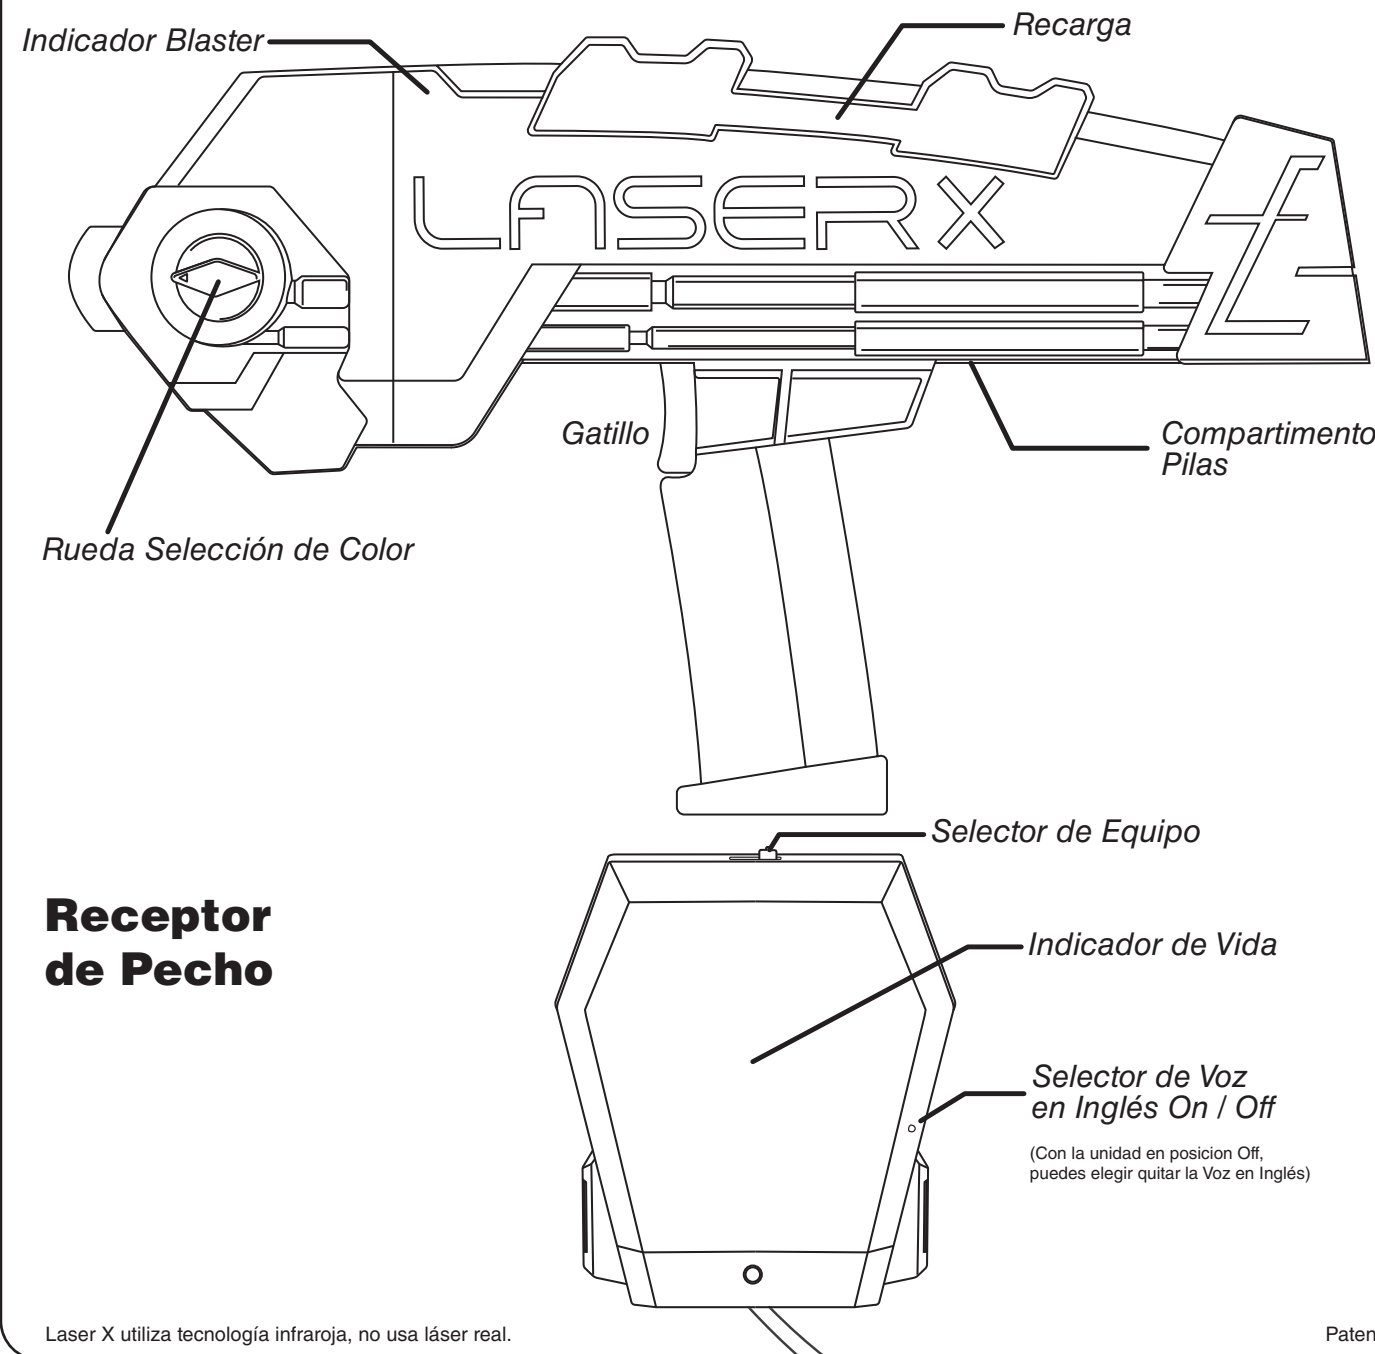 Indicador Blaster
Recarga
LASER X
Gatillo
Compartimento
Pilas
Rueda Selección de Color
Selector de Equipo
Receptor
de Pecho
Indicador de Vida
Selector de Voz
en Inglés On / Off
(Con la unidad en posicion Off,
puedes elegir quitar la Voz en Inglés)
Laser X utiliza tecnología infraroja, no usa láser real.
Paten